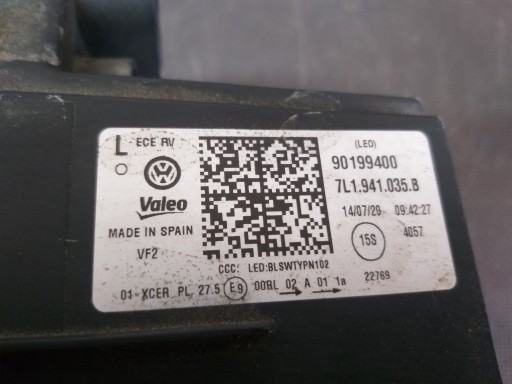 L ECE RV
(LED)
90199400
7L1.941.035.B
Valeo
14/07/20 09:42:27
MADE IN SPAIN
15S
4057
VF2
CCC: LED:BLSWTYPN102
01-XCER PL 27.5 E9 00RL 02 A 01 1a
22769